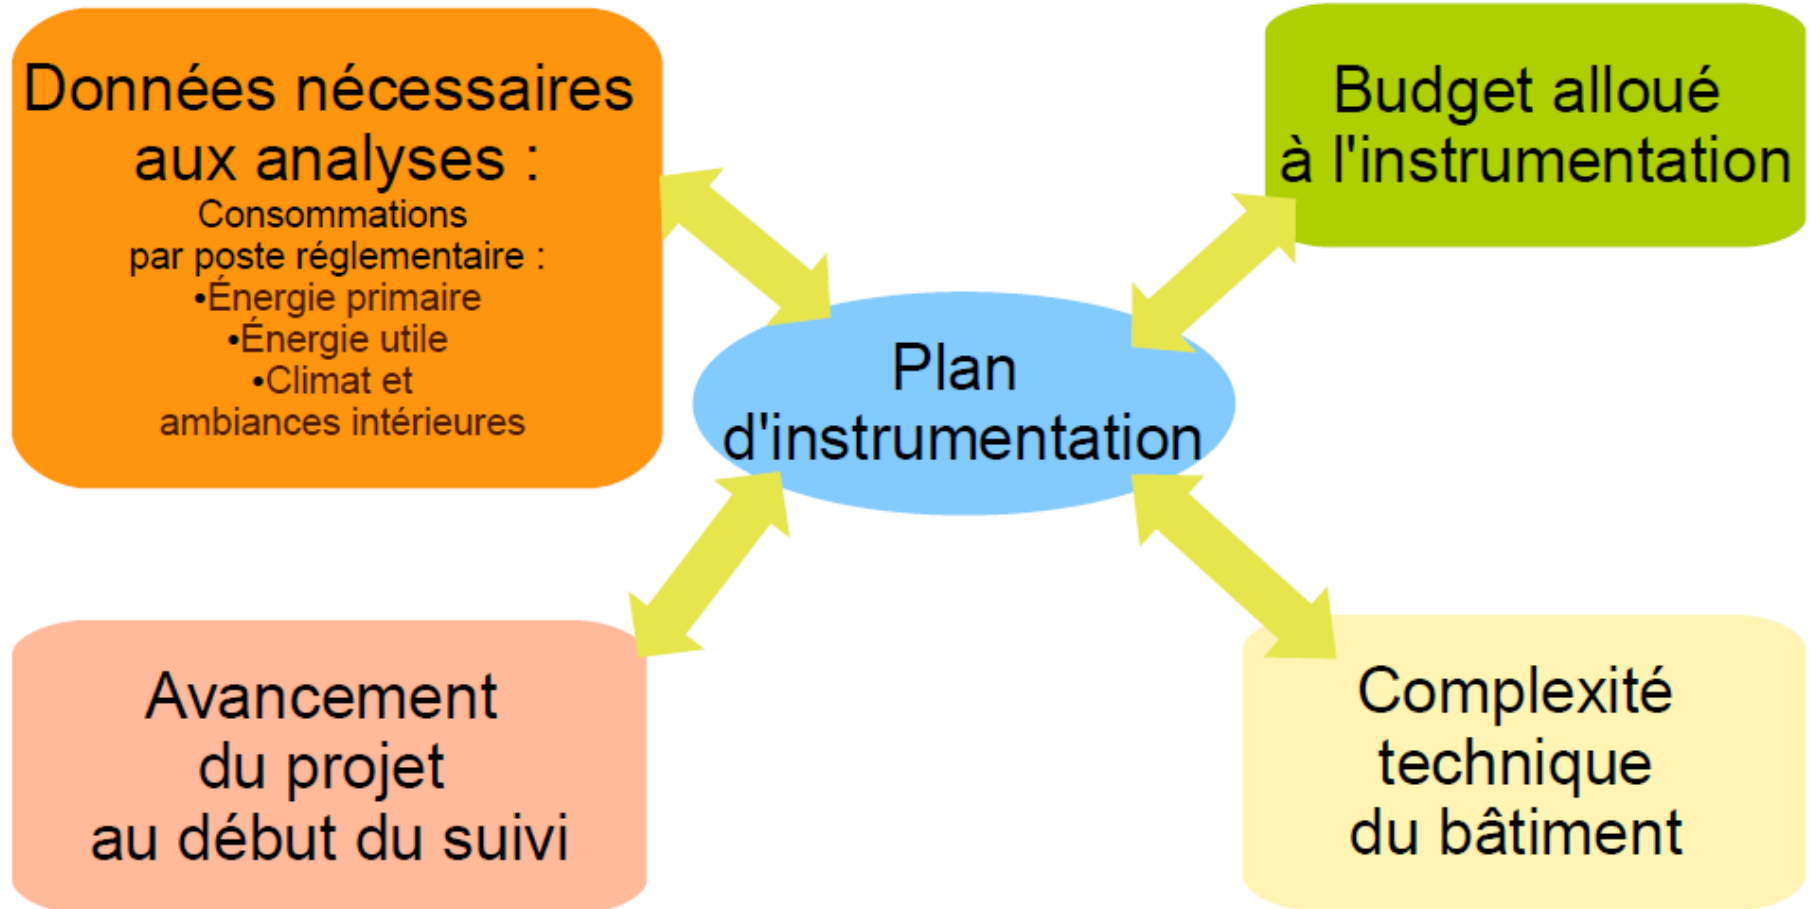 Données nécessaires
aux analyses :
Consommations
par poste réglementaire :
•Énergie primaire
•Énergie utile
•Climat et
ambiances intérieures
Budget alloué
à l'instrumentation
Plan
d'instrumentation
Avancement
du projet
au début du suivi
Complexité
technique
du bâtiment